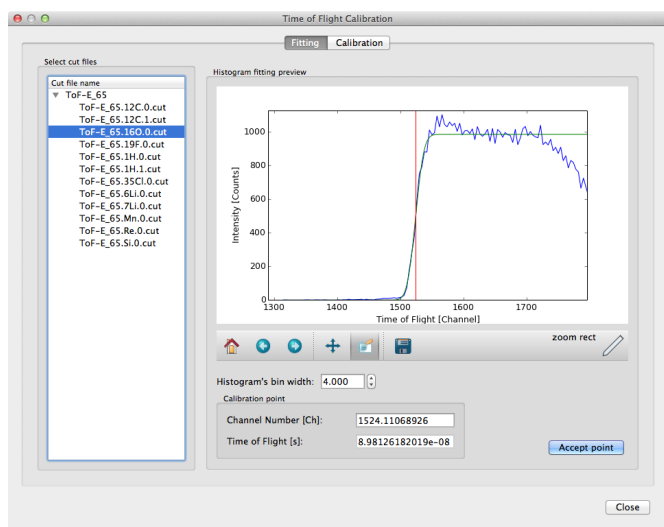 Time of Flight Calibration
Fitting Calibration
Select cut files
Cut file name
ToF-E_65
ToF-E_65.12C.0.cut
ToF-E_65.12C.1.cut
ToF-E_65.16O.0.cut
ToF-E_65.19F.0.cut
ToF-E_65.1H.0.cut
ToF-E_65.1H.1.cut
ToF-E_65.35Cl.0.cut
ToF-E_65.6Li.0.cut
ToF-E_65.7Li.0.cut
ToF-E_65.Mn.0.cut
ToF-E_65.Re.0.cut
ToF-E_65.Si.0.cut
Histogram fitting preview
Intensity [Counts]
1000
800
600
400
200
0
1300 1400 1500 1600 1700
Time of Flight [Channel]
zoom rect
Histogram's bin width: 4.000
Calibration point
Channel Number [Ch]: 1524.11068926
Time of Flight [s]: 8.98126182019e-08
Accept point
Close